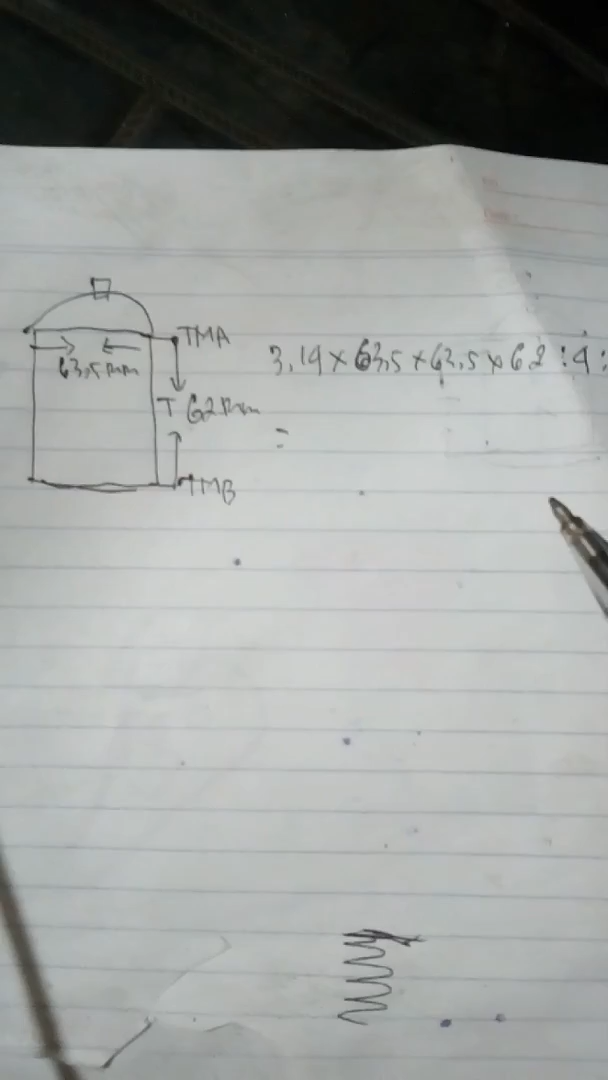 TMA
63,5 mm
T 62 mm
TMB
3,14 x 63,5 x 63,5 x 62 : 4 :
=